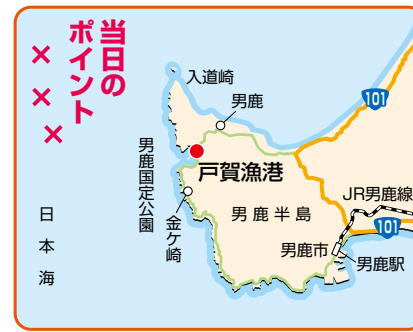 当日の
ポイント
×
×
×
入道崎
男鹿
101
戸賀漁港
男鹿国定公園
金ケ崎
男鹿半島
JR男鹿線
101
男鹿市
男鹿駅
日本海